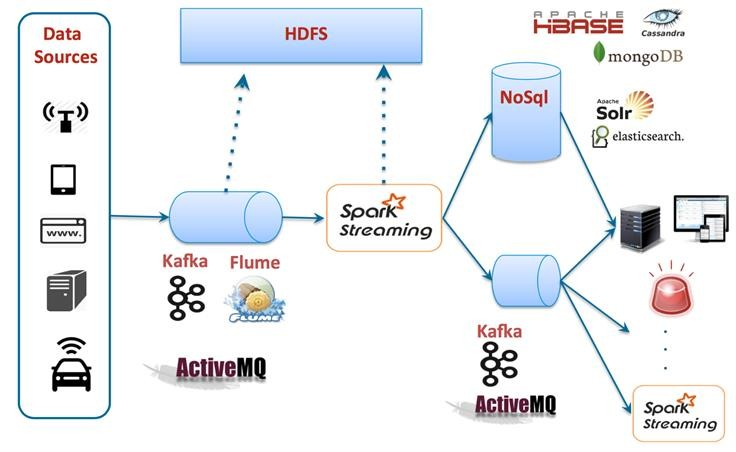 Data
Sources
www.
HDFS
Kafka
Flume
FLUME
ActiveMQ
Spark
Streaming
NoSql
APACHE
HBASE
Cassandra
mongoDB
Apache
Solr
elasticsearch.
Kafka
ActiveMQ
Spark
Streaming